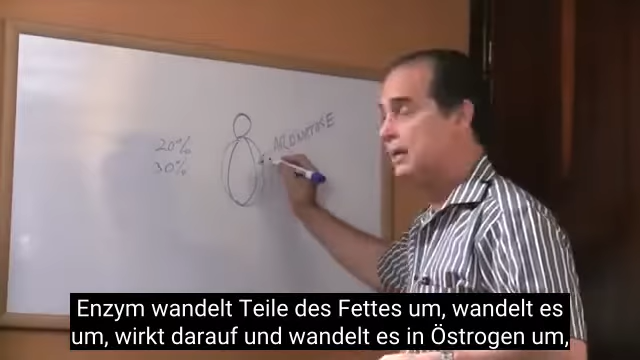 20%
30%
AROMATOSE
Enzym wandelt Teile des Fettes um, wandelt es
um, wirkt darauf und wandelt es in Östrogen um,